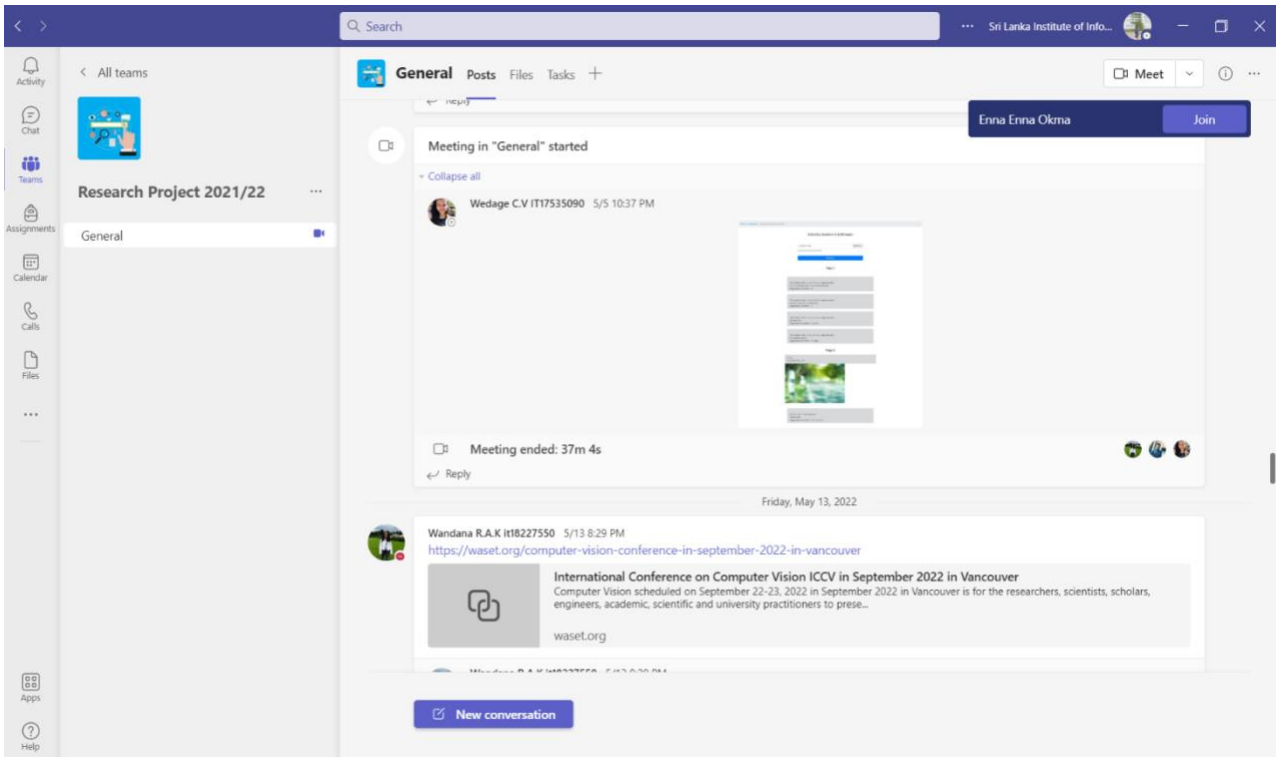 Search
Sri Lanka Institute of Info...
Activity
Chat
Teams
Assignments
Calendar
Calls
Files
Apps
Help
All teams
Research Project 2021/22
General
General Posts Files Tasks
Meet
Reply
Enna Enna Okma Join
Meeting in "General" started
Collapse all
Wedage C.V IT17535090 5/5 10:37 PM
Meeting ended: 37m 4s
Reply
Friday, May 13, 2022
Wandana R.A.K it18227550 5/13 8:29 PM
https://waset.org/computer-vision-conference-in-september-2022-in-vancouver
International Conference on Computer Vision ICCV in September 2022 in Vancouver
Computer Vision scheduled on September 22-23, 2022 in September 2022 in Vancouver is for the researchers, scientists, scholars,
engineers, academic, scientific and university practitioners to prese...
waset.org
New conversation